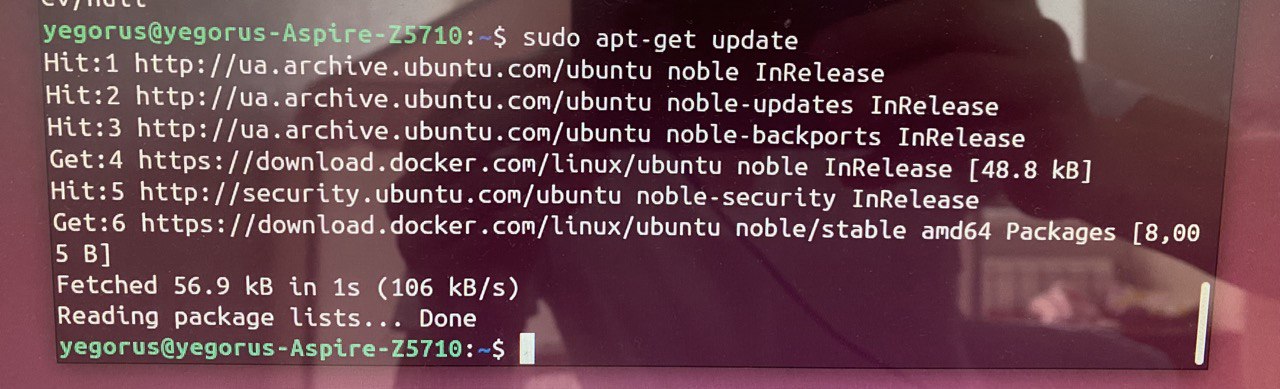 yegorus@yegorus-Aspire-Z5710:~$ sudo apt-get update
Hit:1 http://ua.archive.ubuntu.com/ubuntu noble InRelease
Hit:2 http://ua.archive.ubuntu.com/ubuntu noble-updates InRelease
Hit:3 http://ua.archive.ubuntu.com/ubuntu noble-backports InRelease
Get:4 https://download.docker.com/linux/ubuntu noble InRelease [48.8 kB]
Hit:5 http://security.ubuntu.com/ubuntu noble-security InRelease
Get:6 https://download.docker.com/linux/ubuntu noble/stable amd64 Packages [8,00
5 B]
Fetched 56.9 kB in 1s (106 kB/s)
Reading package lists... Done
yegorus@yegorus-Aspire-Z5710:~$